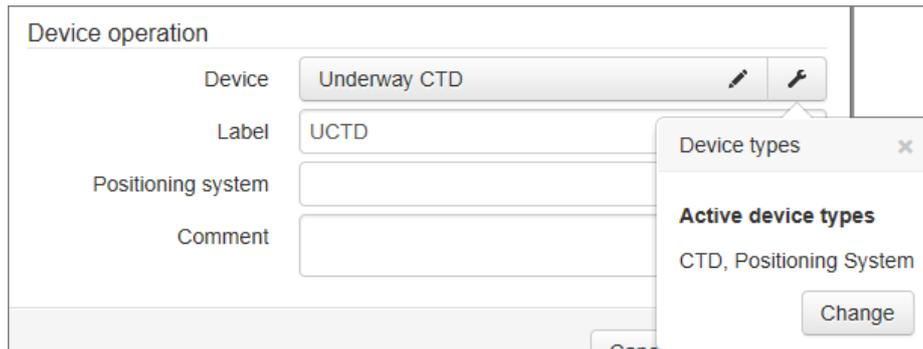 Device operation
Device Underway CTD
Label UCTD
Positioning system
Comment
Device types ×
Active device types
CTD, Positioning System
Change